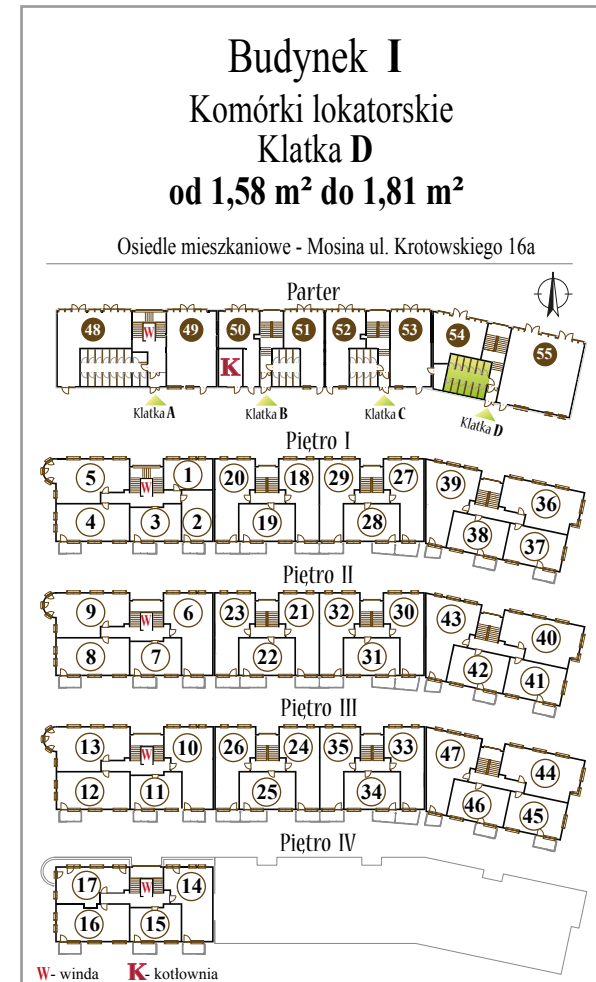 Budynek I
Komórki lokatorskie
Klatka D
od 1,58 m² do 1,81 m²
Osiedle mieszkaniowe - Mosina ul. Krotowskiego 16a
Parter
48 W 49 50 51 52 53 54 55
K
Klatka A Klatka B Klatka C Klatka D
Piętro I
5 W 1 20 18 29 27 39 36
4 3 2 19 28 38 37
Piętro II
9 W 6 23 21 32 30 43 40
8 7 22 31 42 41
Piętro III
13 W 10 26 24 35 33 47 44
12 11 25 34 46 45
Piętro IV
17 W 14
16 15
W- winda K- kotłownia